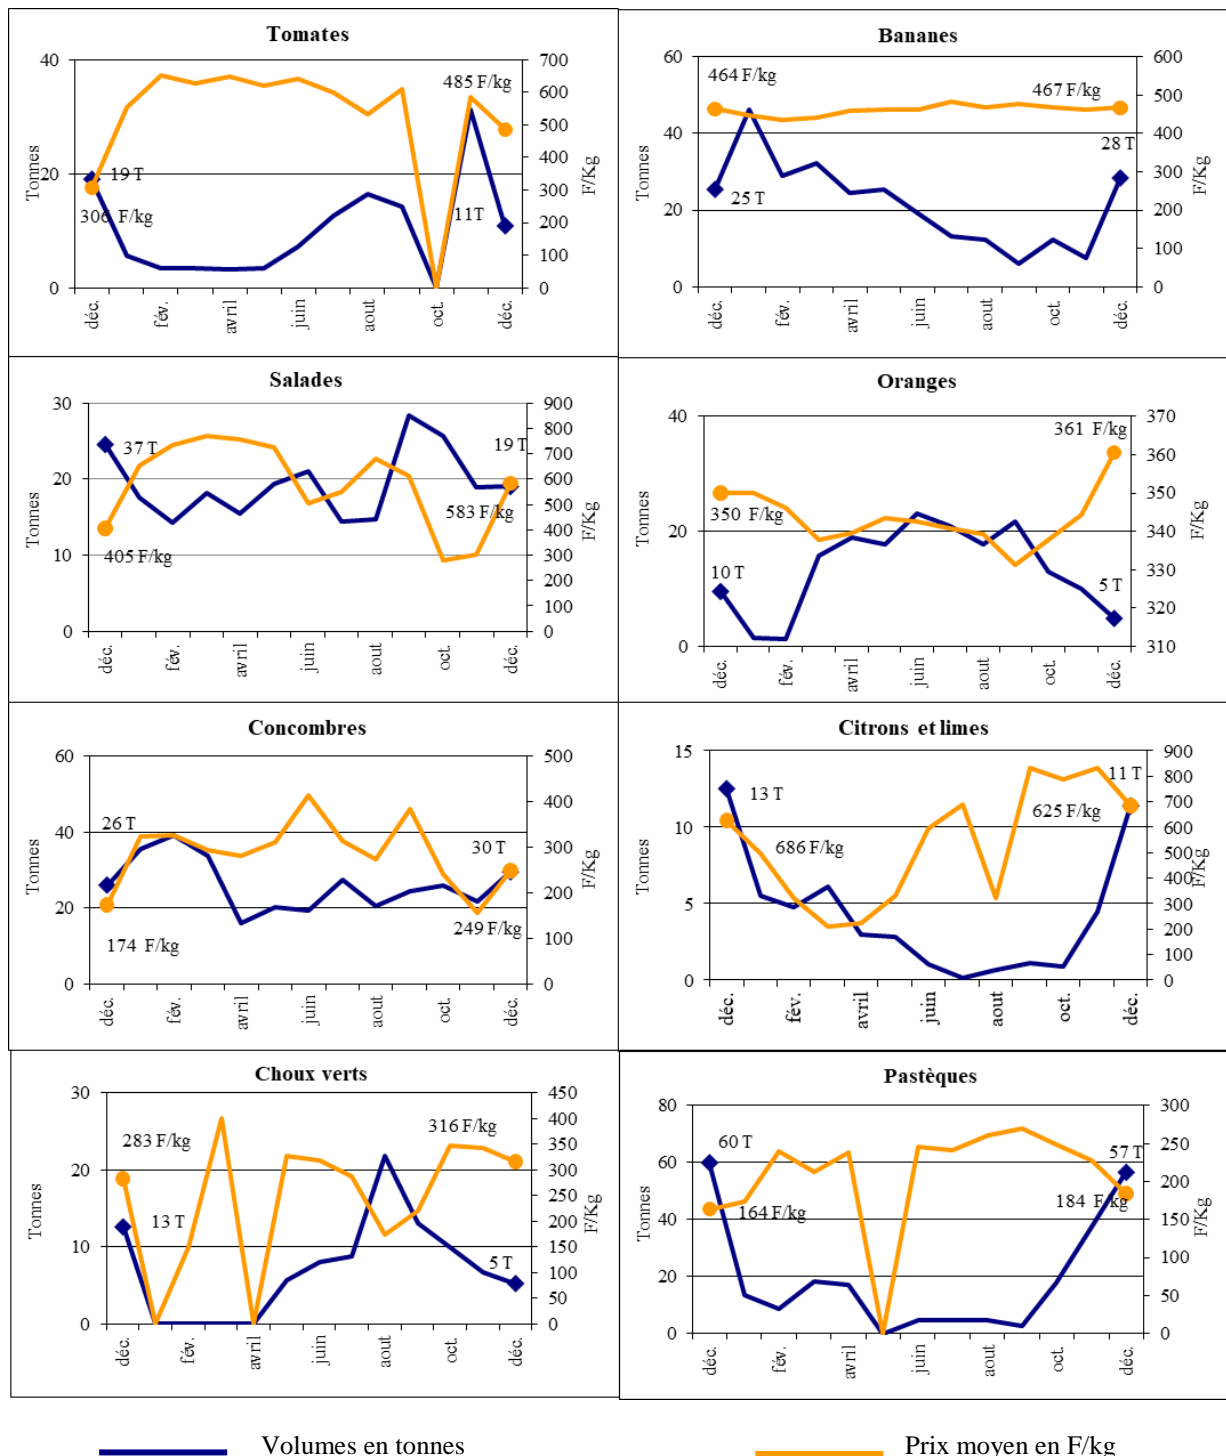 Tomates
Tonnes
40
20
0
700
600
500
400
300
200
100
0
F/Kg
19 T
306 F/kg
485 F/kg
11T
déc.
fév.
avril
juin
aout
oct.
déc.
Bananes
Tonnes
60
40
20
0
600
500
400
300
200
100
0
F/Kg
464 F/kg
25 T
467 F/kg
28 T
déc.
fév.
avril
juin
aout
oct.
déc.
Salades
Tonnes
30
20
10
0
900
800
700
600
500
400
300
200
100
0
F/Kg
37 T
405 F/kg
19 T
583 F/kg
déc.
fév.
avril
juin
aout
oct.
déc.
Oranges
Tonnes
40
20
0
370
360
350
340
330
320
310
F/Kg
350 F/kg
10 T
361 F/kg
5 T
déc.
fév.
avril
juin
aout
oct.
déc.
Concombres
Tonnes
60
40
20
0
500
400
300
200
100
0
F/Kg
26 T
174 F/kg
30 T
249 F/kg
déc.
fév.
avril
juin
aout
oct.
déc.
Citrons et limes
Tonnes
15
10
5
0
900
800
700
600
500
400
300
200
100
0
F/Kg
13 T
686 F/kg
11 T
625 F/kg
déc.
fév.
avril
juin
aout
oct.
déc.
Choux verts
Tonnes
30
20
10
0
450
400
350
300
250
200
150
100
50
0
F/Kg
283 F/kg
13 T
316 F/kg
5 T
déc.
fév.
avril
juin
aout
oct.
déc.
Pastèques
Tonnes
80
60
40
20
0
300
250
200
150
100
50
0
F/Kg
60 T
164 F/kg
57 T
184 F/kg
déc.
fév.
avril
juin
aout
oct.
déc.
Volumes en tonnes
Prix moyen en F/kg